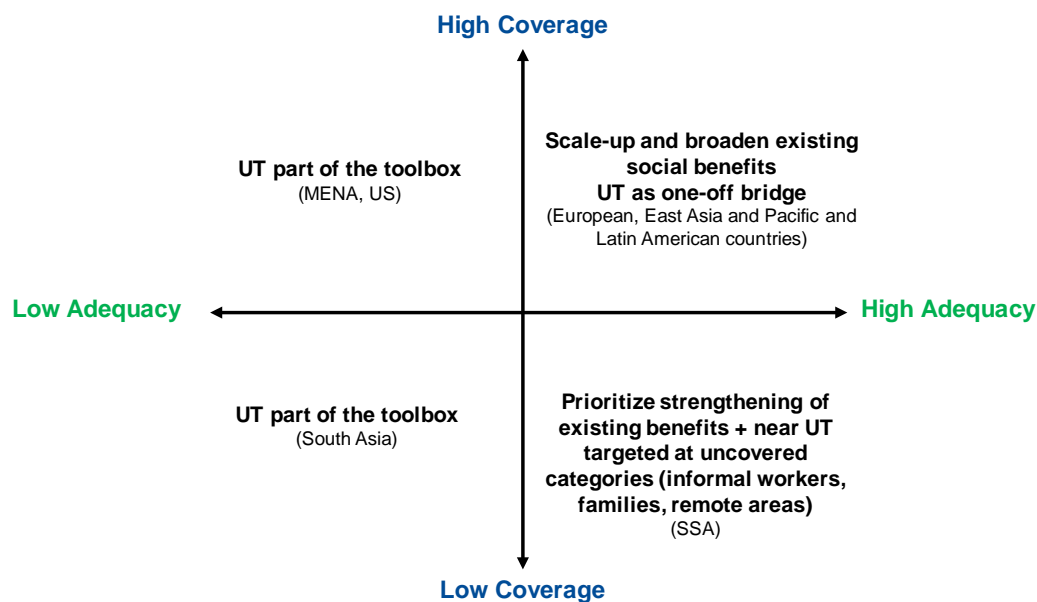 High Coverage
UT part of the toolbox
(MENA, US)
Scale-up and broaden existing
social benefits
UT as one-off bridge
(European, East Asia and Pacific and
Latin American countries)
Low Adequacy
High Adequacy
UT part of the toolbox
(South Asia)
Prioritize strengthening of
existing benefits + near UT
targeted at uncovered
categories (informal workers,
families, remote areas)
(SSA)
Low Coverage